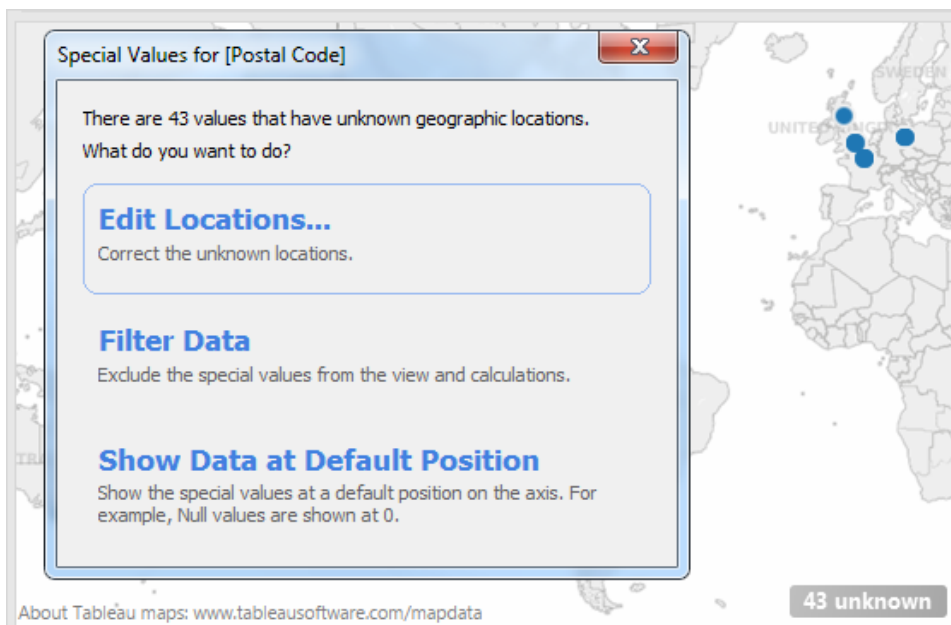 Special Values for [Postal Code]
x
There are 43 values that have unknown geographic locations.
What do you want to do?
Edit Locations...
Correct the unknown locations.
Filter Data
Exclude the special values from the view and calculations.
Show Data at Default Position
Show the special values at a default position on the axis. For
example, Null values are shown at 0.
SWEDEN
UNITED KINGDOM
About Tableau maps: www.tableausoftware.com/mapdata
43 unknown